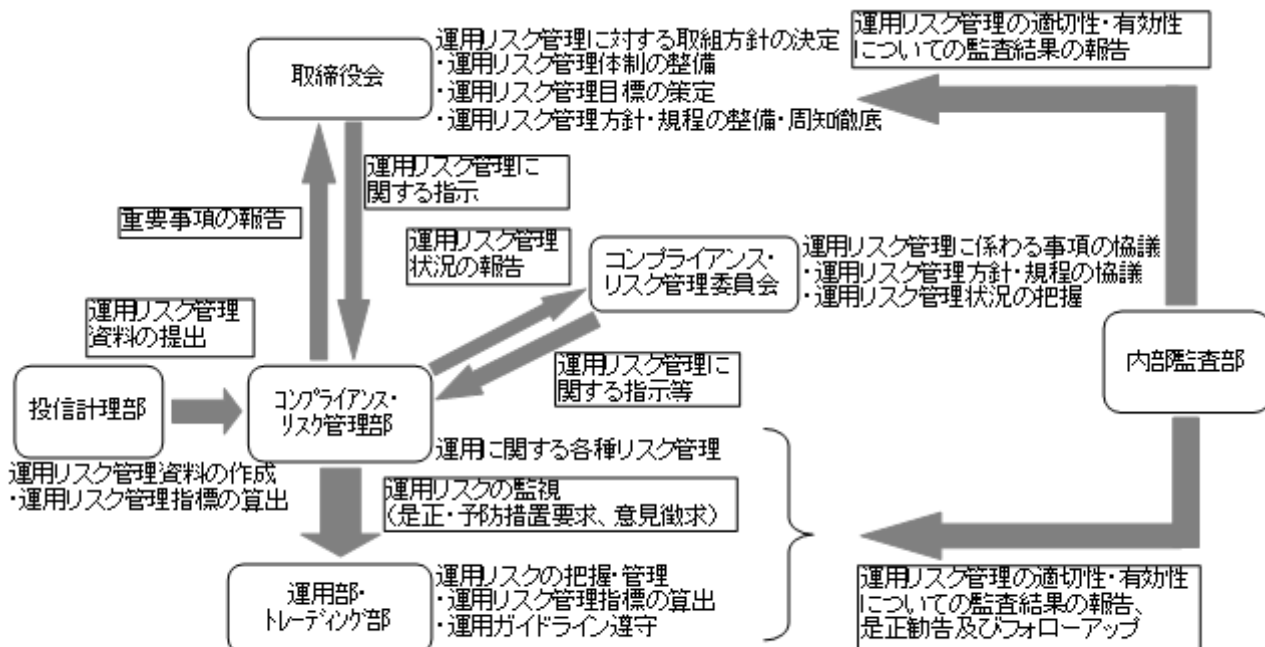 運用リスク管理に対する取組方針の決定
・運用リスク管理体制の整備
・運用リスク管理目標の策定
・運用リスク管理方針・規程の整備・周知徹底
取締役会
運用リスク管理の適切性・有効性
についての監査結果の報告
運用リスク管理に
関する指示
重要事項の報告
運用リスク管理
状況の報告
コンプライアンス・
リスク管理委員会
運用リスク管理に係わる事項の協議
・運用リスク管理方針・規程の協議
・運用リスク管理状況の把握
運用リスク管理
資料の提出
内部監査部
運用リスク管理に
関する指示等
投信計理部
コンプライアンス・
リスク管理部
運用に関する各種リスク管理
運用リスク管理資料の作成
・運用リスク管理指標の算出
運用リスクの監視
（是正・予防措置要求、意見徴求）
運用部・
トレーディング部
運用リスクの把握・管理
・運用リスク管理指標の算出
・運用ガイドライン遵守
運用リスク管理の適切性・有効性
についての監査結果の報告、
是正勧告及びフォローアップ